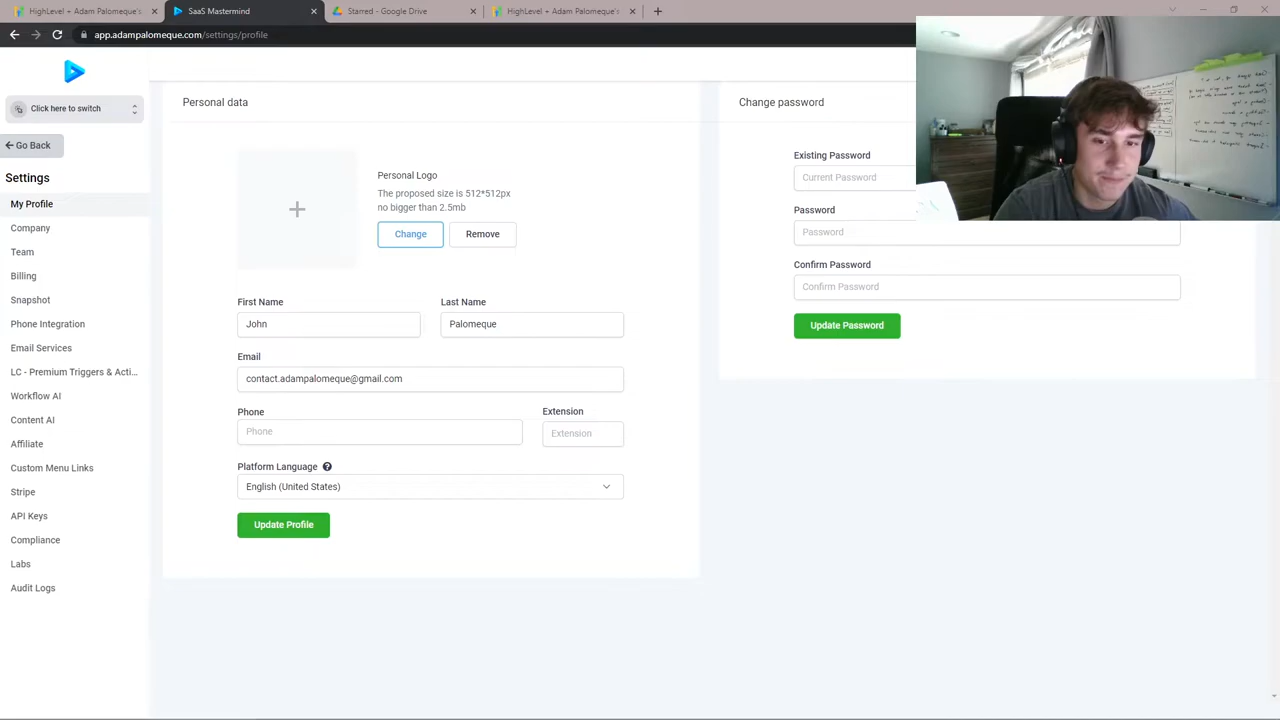 HighLevel + Adam Palomeque's
SaaS Mastermind
Starred - Google Drive
HighLevel + Adam Palomeque's
app.adampalomeque.com/settings/profile
Click here to switch
Go Back
Settings
My Profile
Company
Team
Billing
Snapshot
Phone Integration
Email Services
LC - Premium Triggers & Acti...
Workflow AI
Content AI
Affiliate
Custom Menu Links
Stripe
API Keys
Compliance
Labs
Audit Logs
Personal data
Personal Logo
The proposed size is 512*512px
no bigger than 2.5mb
Change
Remove
First Name
Last Name
John
Palomeque
Email
contact.adampalomeque@gmail.com
Phone
Extension
Phone
Extension
Platform Language
English (United States)
Update Profile
Change password
Existing Password
Current Password
Password
Password
Confirm Password
Confirm Password
Update Password